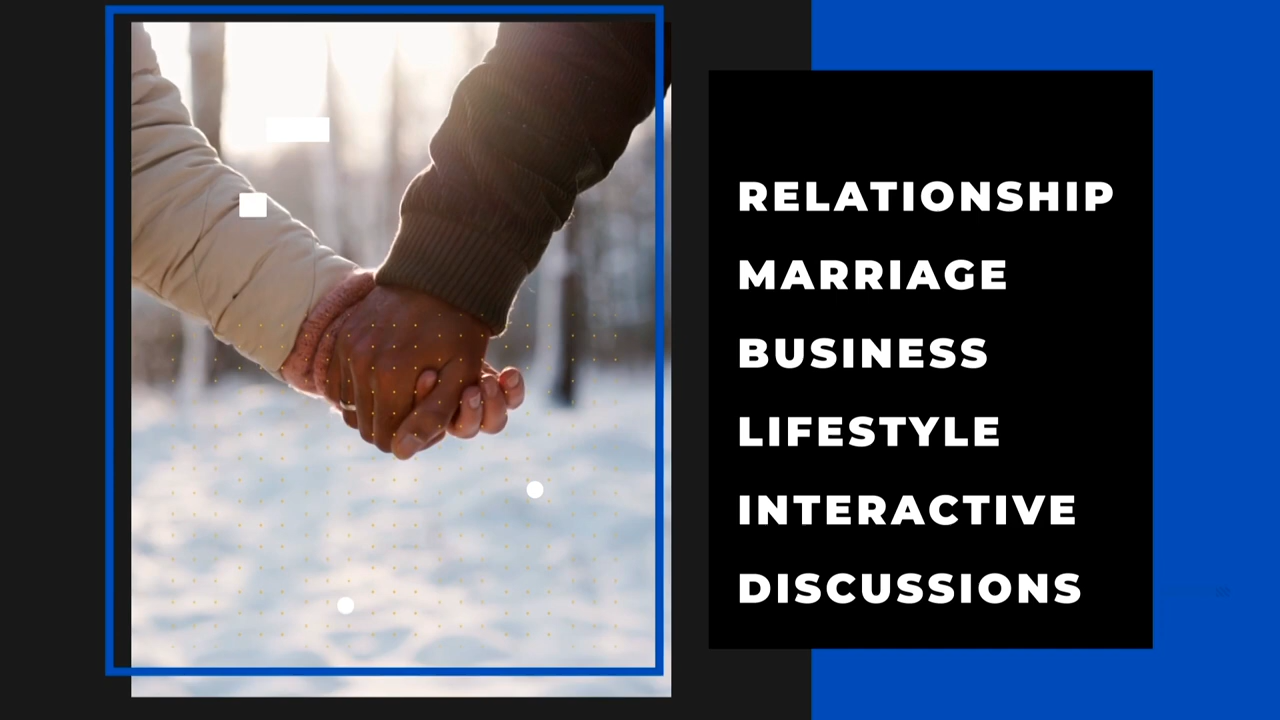 RELATIONSHIP
MARRIAGE
BUSINESS
LIFESTYLE
INTERACTIVE
DISCUSSIONS